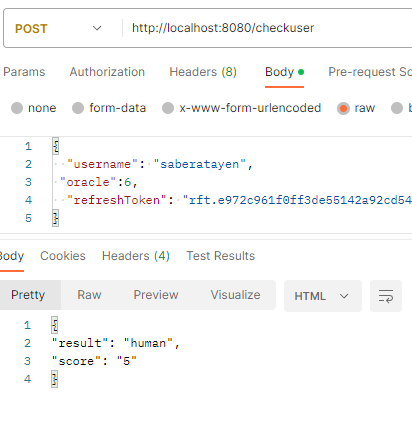 POST http://localhost:8080/checkuser
Params Authorization Headers (8) Body Pre-request Sc
none form-data x-www-form-urlencoded raw b
1 {
2 "username": "saberatayen",
3 "oracle":6,
4 "refreshToken": "rft.e972c961f0ff3de55142a92cd54
5 }
Body Cookies Headers (4) Test Results
Pretty Raw Preview Visualize HTML
1 {
2 "result": "human",
3 "score": "5"
4 }